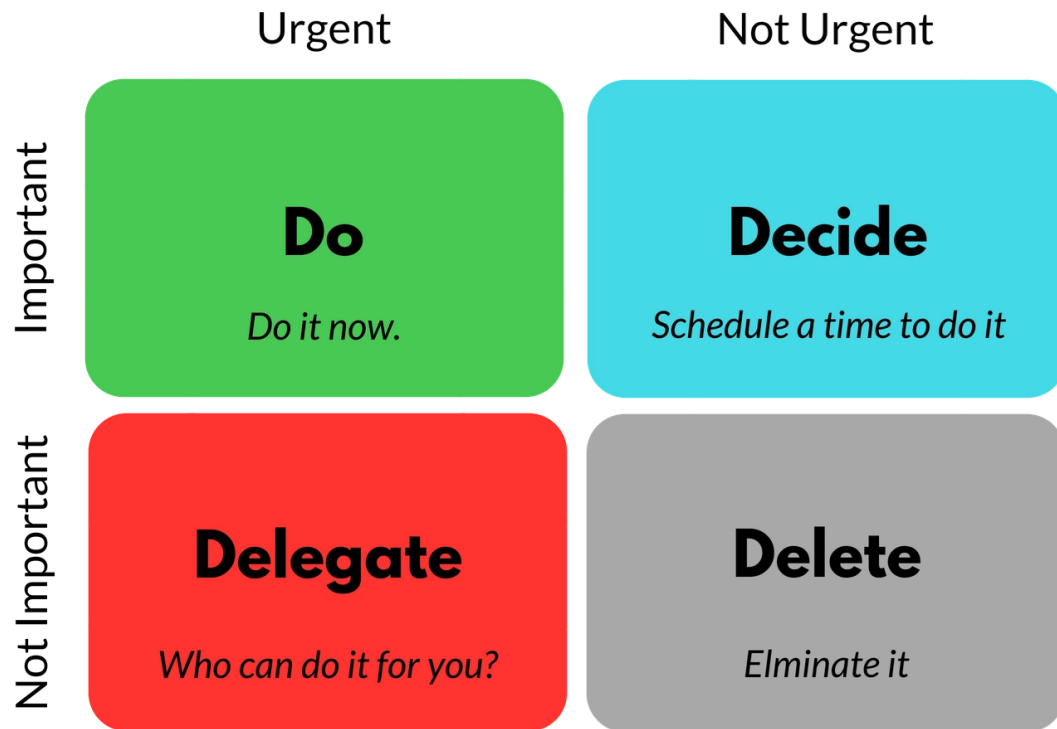 Urgent
Not Urgent
Important
Do
Do it now.
Decide
Schedule a time to do it
Not Important
Delegate
Who can do it for you?
Delete
Elminate it